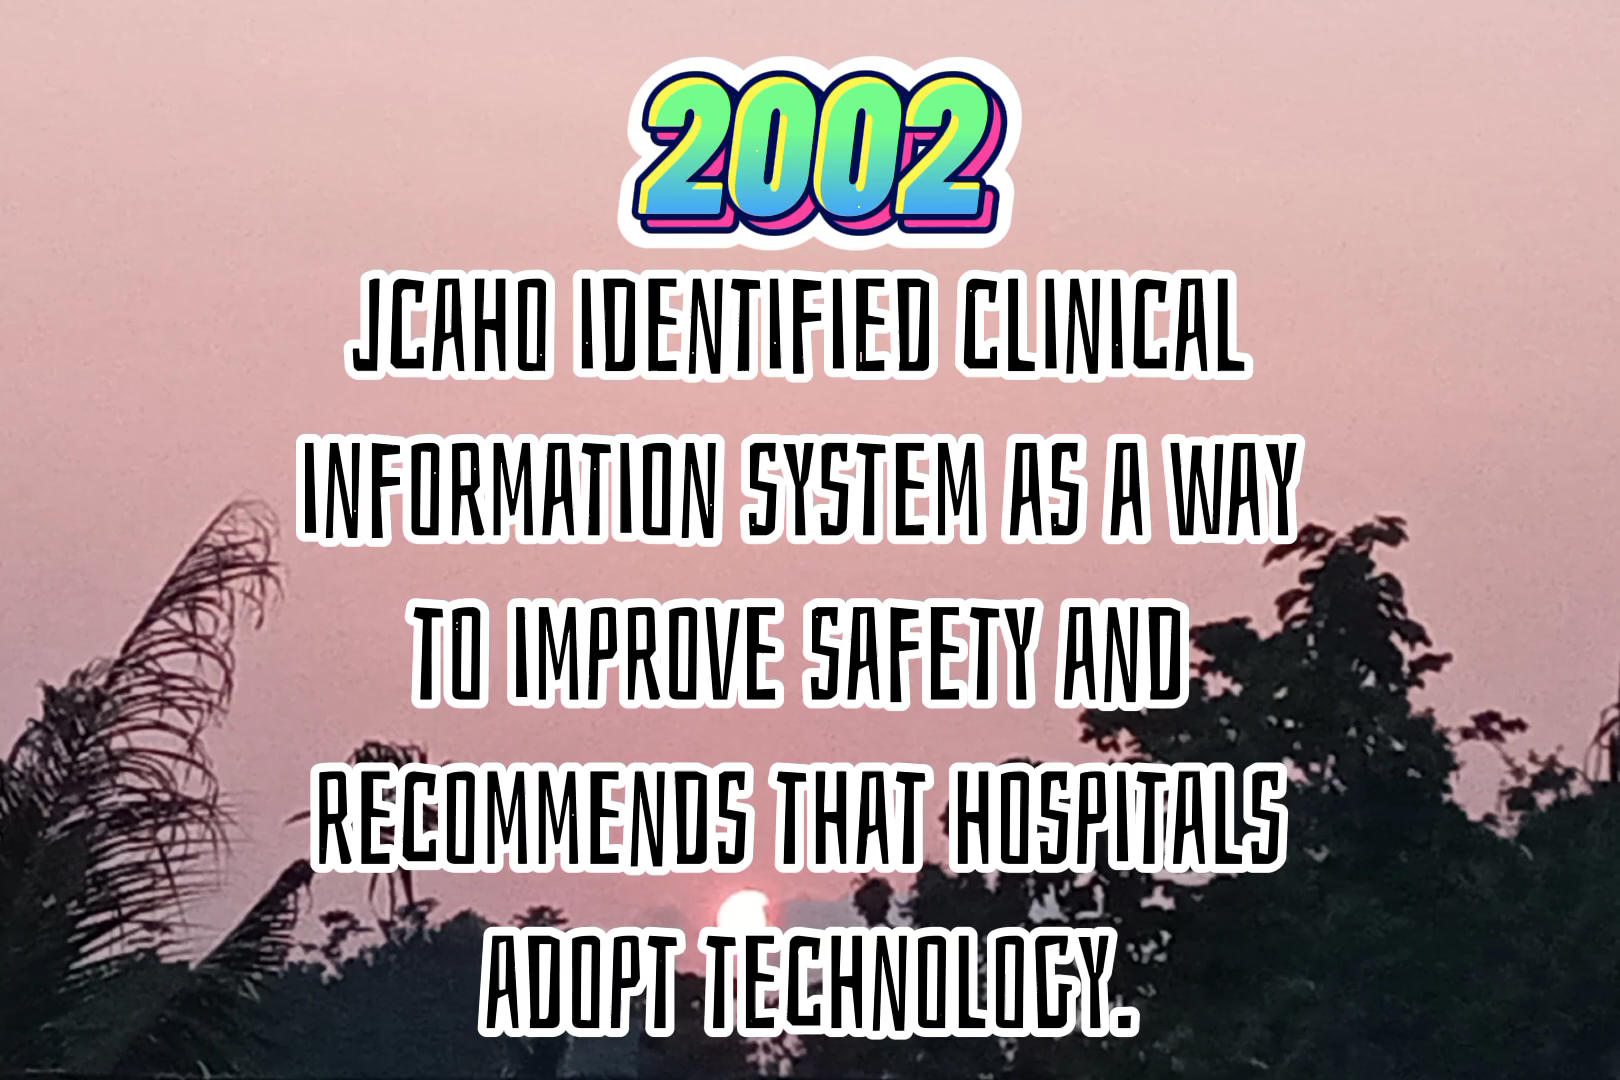 2002
JCAHO IDENTIFIED CLINICAL
INFORMATION SYSTEM AS A WAY
TO IMPROVE SAFETY AND
RECOMMENDS THAT HOSPITALS
ADOPT TECHNOLOGY.